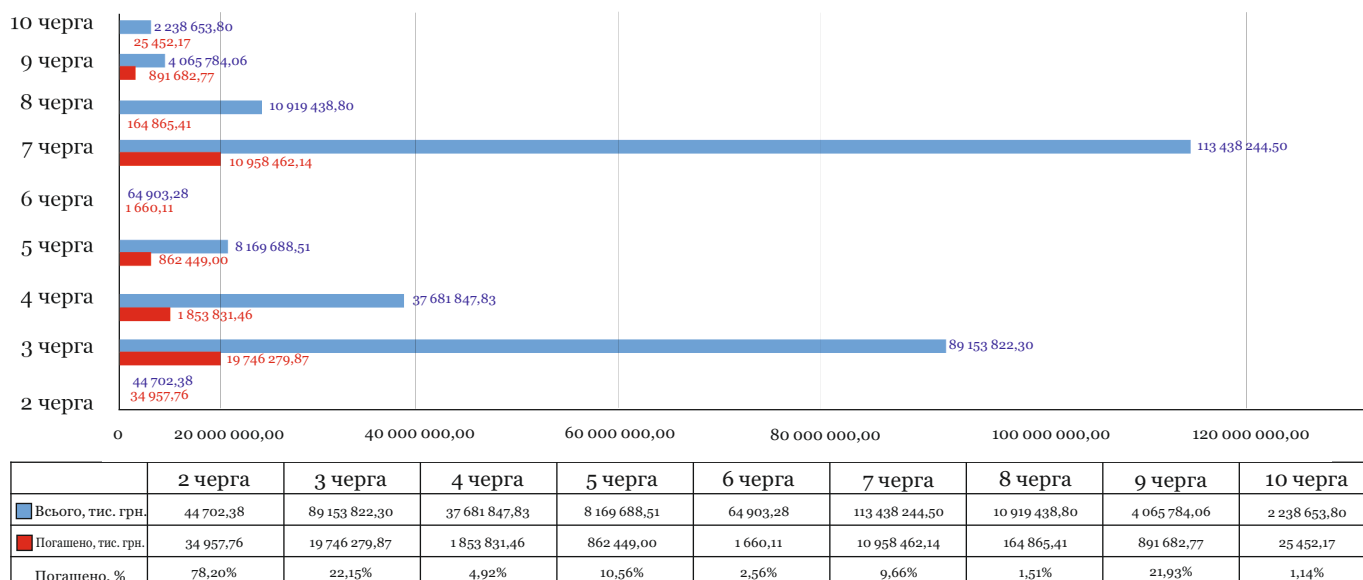 10 черга
2 238 653,80
25 452,17
9 черга
4 065 784,06
891 682,77
8 черга
10 919 438,80
164 865,41
7 черга
113 438 244,50
10 958 462,14
6 черга
64 903,28
1 660,11
5 черга
8 169 688,51
862 449,00
4 черга
37 681 847,83
1 853 831,46
3 черга
89 153 822,30
19 746 279,87
2 черга
44 702,38
34 957,76
0 20 000 000,00 40 000 000,00 60 000 000,00 80 000 000,00 100 000 000,00 120 000 000,00
2 черга 3 черга 4 черга 5 черга 6 черга 7 черга 8 черга 9 черга 10 черга
Всього, тис. грн. 44 702,38 89 153 822,30 37 681 847,83 8 169 688,51 64 903,28 113 438 244,50 10 919 438,80 4 065 784,06 2 238 653,80
Погашено, тис. грн. 34 957,76 19 746 279,87 1 853 831,46 862 449,00 1 660,11 10 958 462,14 164 865,41 891 682,77 25 452,17
Погашено, % 78,20% 22,15% 4,92% 10,56% 2,56% 9,66% 1,51% 21,93% 1,14%